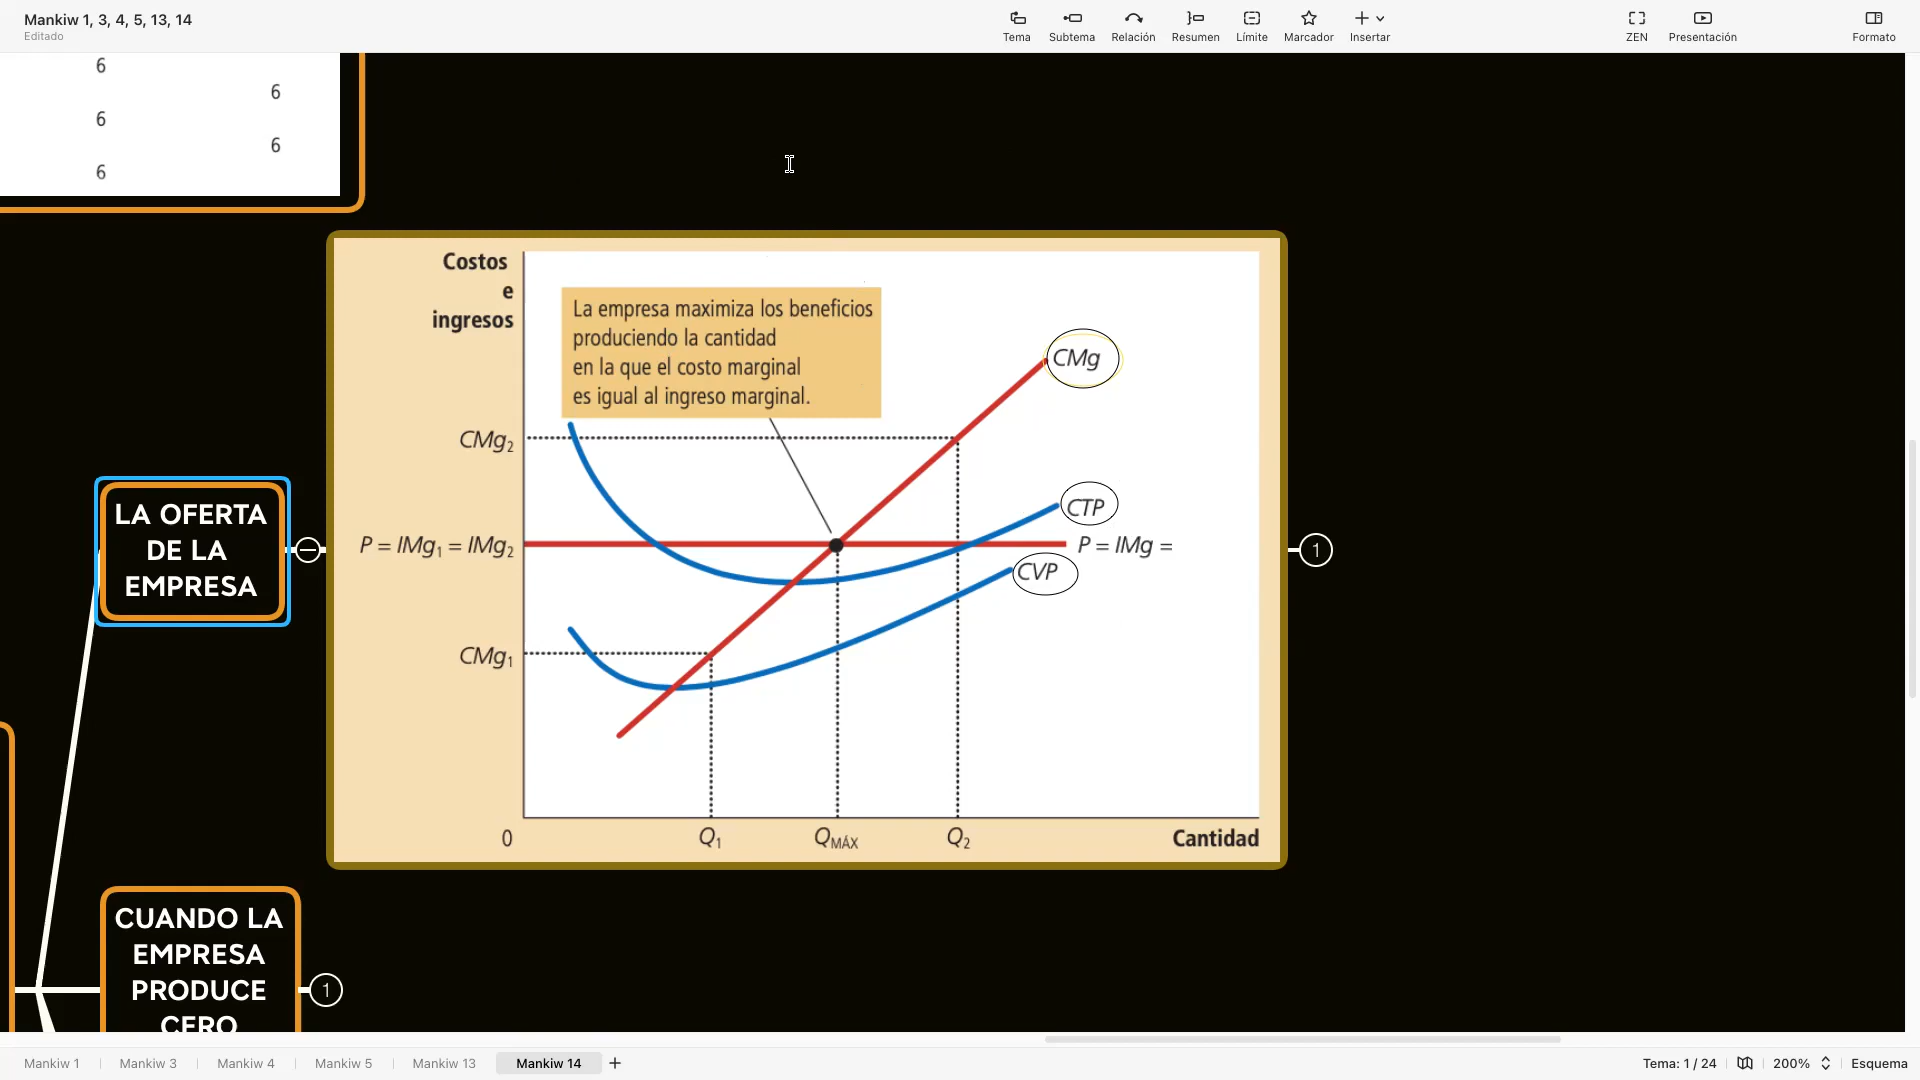 Mankiw 1, 3, 4, 5, 13, 14
Editado
Tema
Subtema
Relación
Resumen
Límite
Marcador
Insertar
ZEN
Presentación
Formato
6
6
6
6
6
Costos
e
ingresos
La empresa maximiza los beneficios
produciendo la cantidad
en la que el costo marginal
es igual al ingreso marginal.
CMg
CMg₂
CTP
P = IMg₁ = IMg₂
P = IMg =
CVP
CMg₁
0
Q₁
QMÁX
Q₂
Cantidad
LA OFERTA
DE LA
EMPRESA
1
CUANDO LA
EMPRESA
PRODUCE
CERO
1
Mankiw 1
Mankiw 3
Mankiw 4
Mankiw 5
Mankiw 13
Mankiw 14
Tema: 1 / 24
200%
Esquema